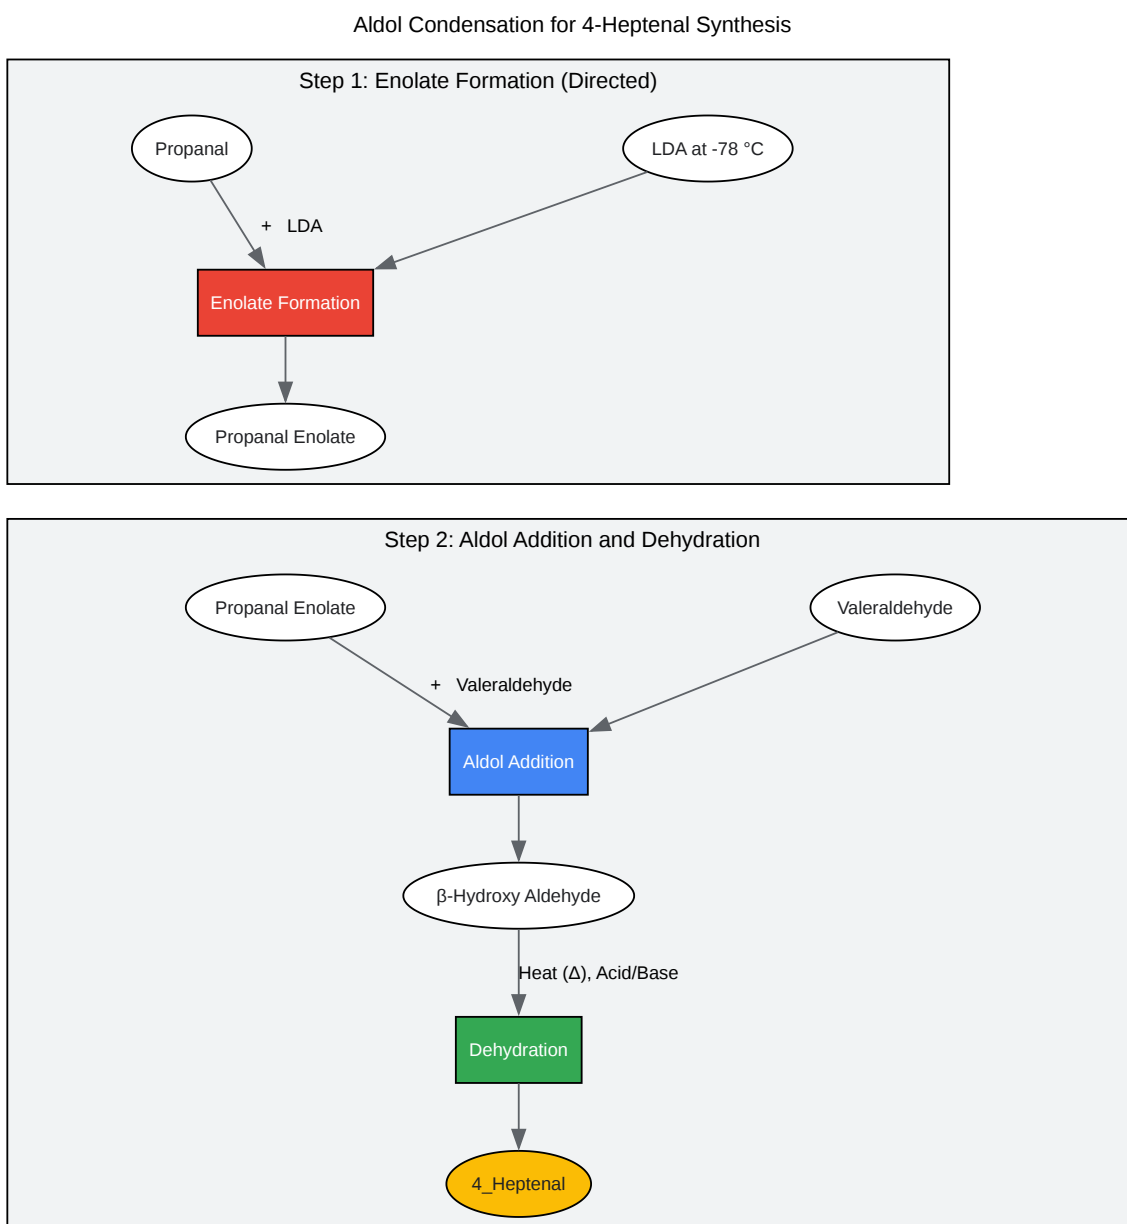 Aldol Condensation for 4-Heptenal Synthesis
Step 1: Enolate Formation (Directed)
Propanal
LDA at -78 °C
+ LDA
Enolate Formation
Propanal Enolate
Step 2: Aldol Addition and Dehydration
Propanal Enolate
Valeraldehyde
+ Valeraldehyde
Aldol Addition
β-Hydroxy Aldehyde
Heat (Δ), Acid/Base
Dehydration
4_Heptenal